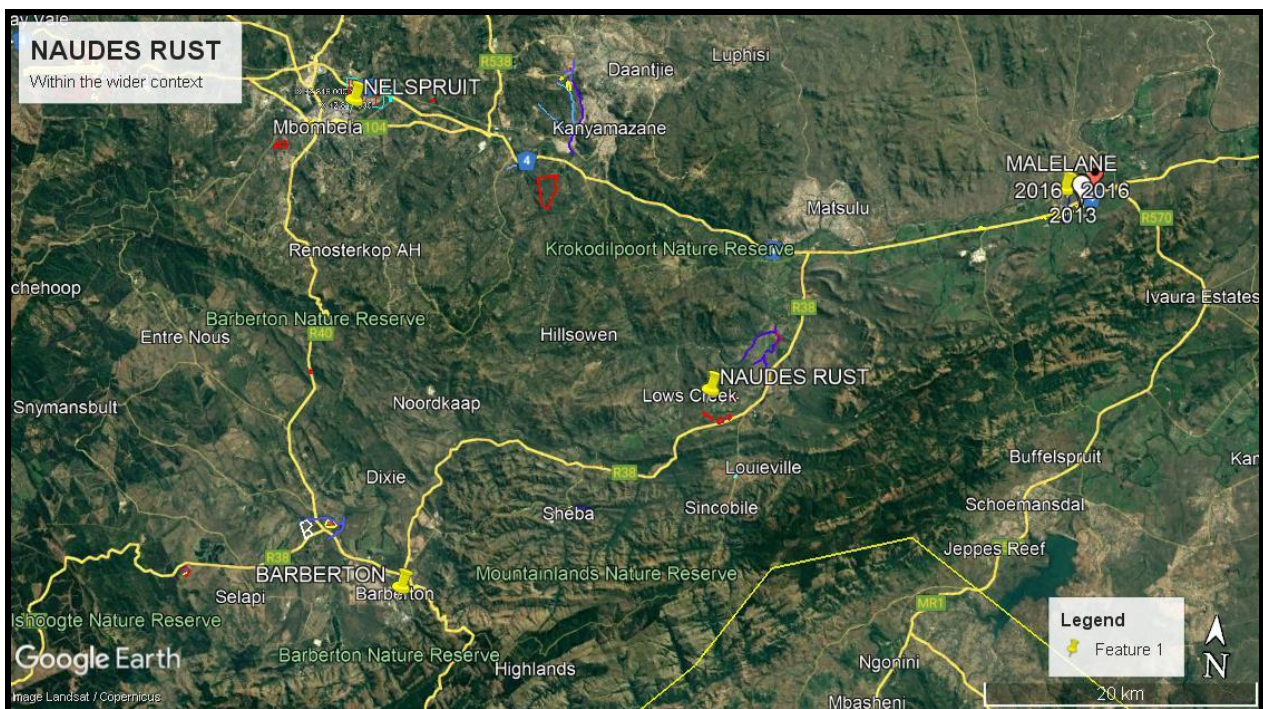 ay Vale
NAUDES RUST
Within the wider context
R538
Luphisi
Daantjie
NELSPRUIT
Mbombela
104
Kanyamazane
4
MALELANE
2016
2016
2013
Matsulu
R570
Renosterkop AH
Krokodilpoort Nature Reserve
chehoop
Ivaura Estates
Barberton Nature Reserve
R38
Entre Nous
R40
Hillsowen
NAUDES RUST
Lows Creek
Snymansbult
Noordkaap
Buffelspruit
Kar
Dixie
R38
Louieville
Schoemansdal
Sheba
Sincobile
R38
Jeppes Reef
BARBERTON
Barberton
Mountainlands Nature Reserve
Selapi
MR1
lshoogte Nature Reserve
Legend
Feature 1
Google Earth
Barberton Nature Reserve
Highlands
Ngonini
N
Image Landsat / Copernicus
Mbasheni
20 km